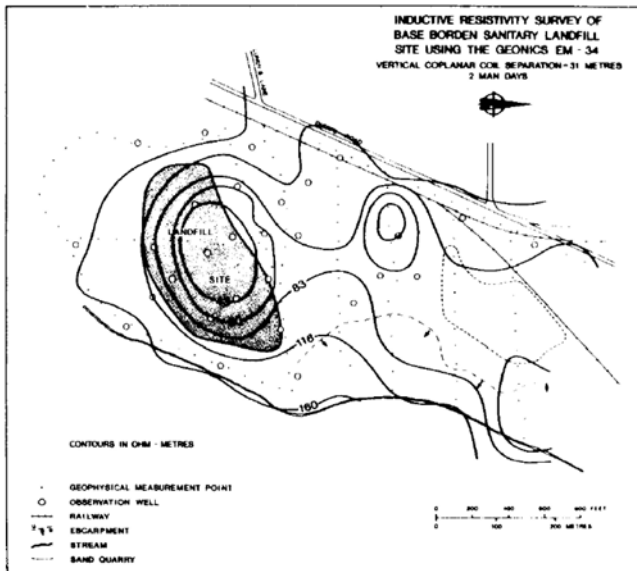 INDUCTIVE RESISTIVITY SURVEY OF
BASE BORDEN SANITARY LANDFILL
SITE USING THE GEONICS EM - 34
VERTICAL COPLANAR COIL SEPARATION - 31 METRES
2 MAN DAYS
LANDFILL
SITE
83
116
160
CONTOURS IN OHM - METRES
GEOPHYSICAL MEASUREMENT POINT
OBSERVATION WELL
RAILWAY
ESCARPMENT
STREAM
SAND QUARRY
0 200 400 600 800 FEET
0 100 200 METRES